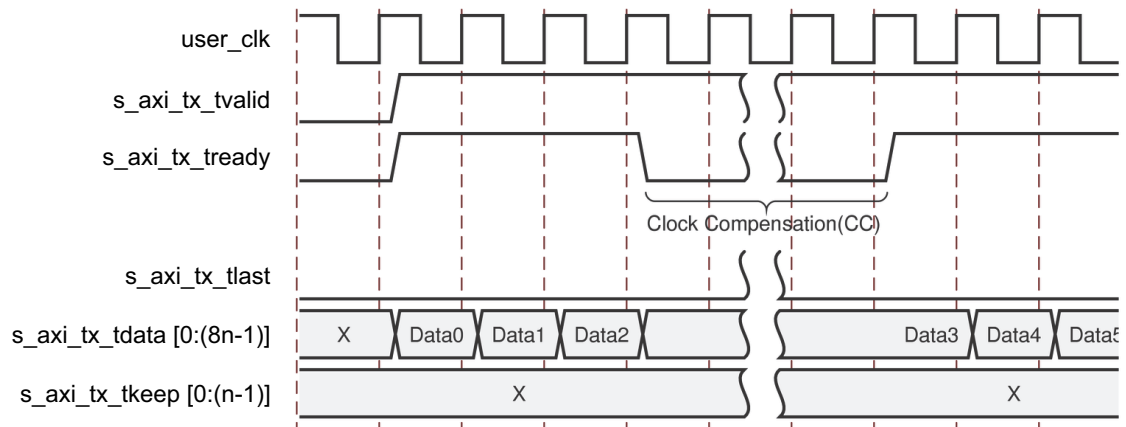 user_clk
s_axi_tx_tvalid
s_axi_tx_tready
Clock Compensation(CC)
s_axi_tx_tlast
s_axi_tx_tdata [0:(8n-1)] X Data0 Data1 Data2 Data3 Data4 Data5
s_axi_tx_tkeep [0:(n-1)] X X